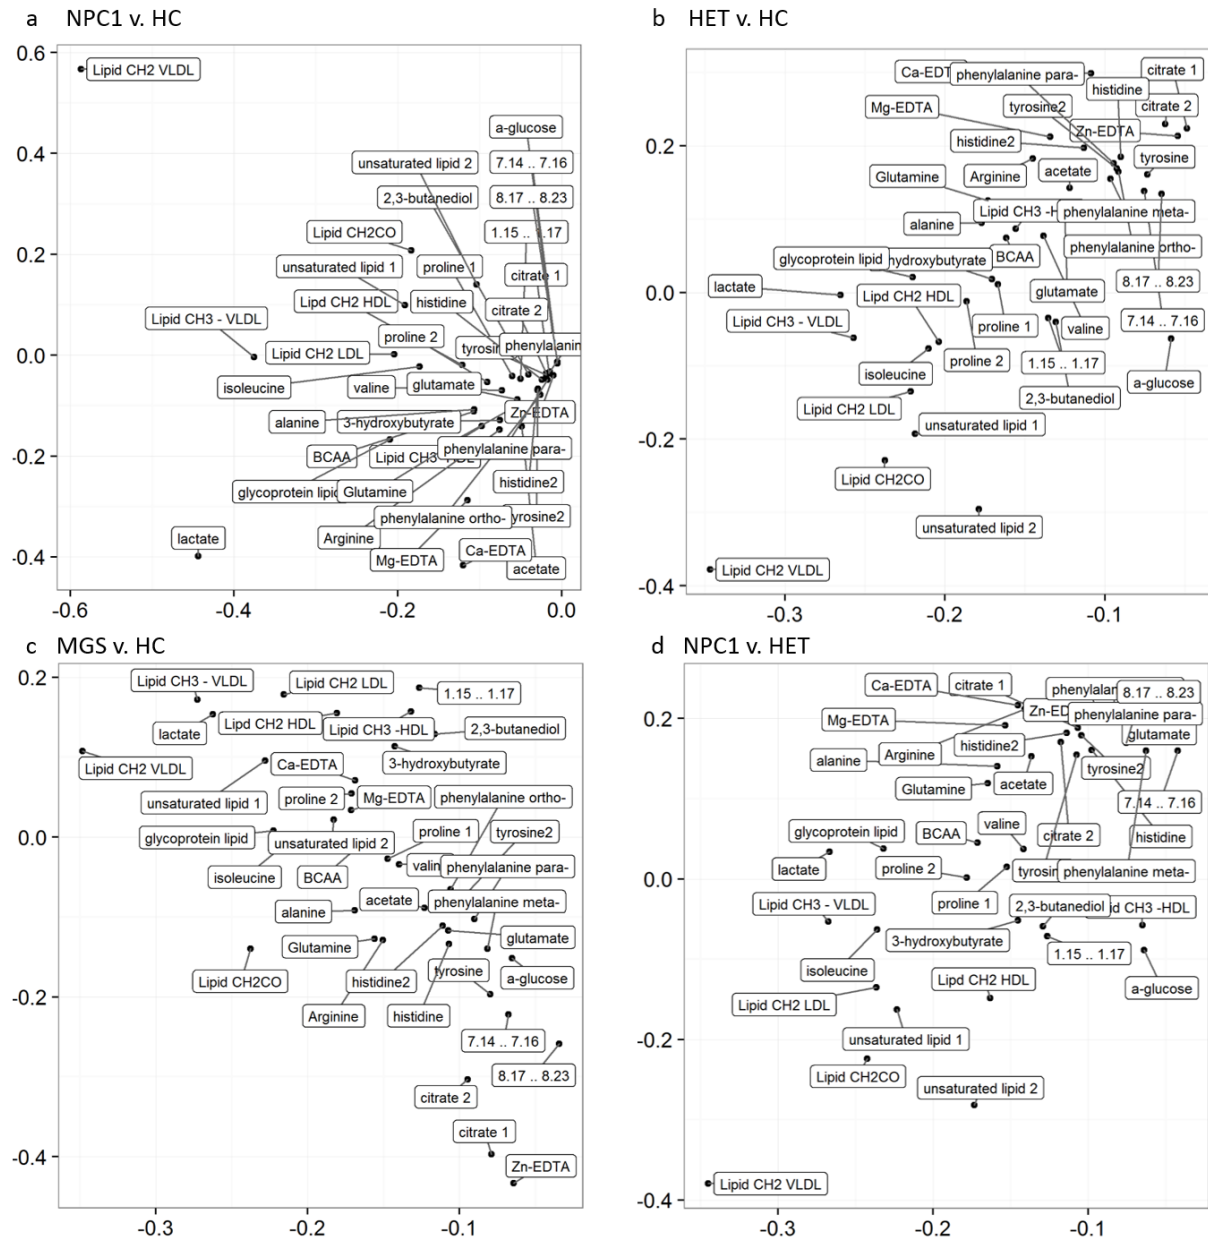 a NPC1 v. HC
0.6
0.4
0.2
0.0
-0.2
-0.4
-0.6
-0.4
-0.2
0.0
Lipid CH2 VLDL
a-glucose
unsaturated lipid 2
7.14 .. 7.16
2,3-butanediol
8.17 .. 8.23
Lipid CH2CO
1.15 .. 1.17
unsaturated lipid 1
proline 1
citrate 1
Lipd CH2 HDL
histidine
citrate 2
Lipid CH3 - VLDL
proline 2
Lipid CH2 LDL
isoleucine
valine
glutamate
Zn-EDTA
alanine
3-hydroxybutyrate
BCAA
phenylalanine para-
glycoprotein lipid
Glutamine
histidine2
lactate
Arginine
phenylalanine ortho-
Mg-EDTA
Ca-EDTA
acetate
b HET v. HC
0.2
0.0
-0.2
-0.4
-0.3
-0.2
-0.1
phenylalanine para-
citrate 1
histidine
Mg-EDTA
tyrosine2
citrate 2
histidine2
Zn-EDTA
Glutamine
Arginine
acetate
tyrosine
alanine
phenylalanine meta-
glycoprotein lipid
BCAA
phenylalanine ortho-
lactate
Lipd CH2 HDL
glutamate
8.17 .. 8.23
Lipid CH3 - VLDL
proline 1
valine
7.14 .. 7.16
isoleucine
proline 2
1.15 .. 1.17
a-glucose
Lipid CH2 LDL
2,3-butanediol
unsaturated lipid 1
Lipid CH2CO
unsaturated lipid 2
Lipid CH2 VLDL
c MGS v. HC
0.2
0.0
-0.2
-0.4
-0.3
-0.2
-0.1
Lipid CH3 - VLDL
Lipid CH2 LDL
1.15 .. 1.17
lactate
Lipd CH2 HDL
Lipid CH3 -HDL
2,3-butanediol
Lipid CH2 VLDL
Ca-EDTA
3-hydroxybutyrate
unsaturated lipid 1
proline 2
Mg-EDTA
phenylalanine ortho-
glycoprotein lipid
unsaturated lipid 2
proline 1
tyrosine2
isoleucine
BCAA
valine
phenylalanine para-
alanine
acetate
phenylalanine meta-
Glutamine
glutamate
Lipid CH2CO
histidine2
tyrosine
a-glucose
Arginine
histidine
7.14 .. 7.16
8.17 .. 8.23
citrate 2
citrate 1
Zn-EDTA
d NPC1 v. HET
0.2
0.0
-0.2
-0.4
-0.3
-0.2
-0.1
Ca-EDTA
citrate 1
8.17 .. 8.23
Mg-EDTA
phenylalanine para-
alanine
Arginine
histidine2
glutamate
Glutamine
acetate
tyrosine2
7.14 .. 7.16
glycoprotein lipid
BCAA
valine
citrate 2
histidine
lactate
proline 2
phenylalanine meta-
Lipid CH3 - VLDL
proline 1
2,3-butanediol
3-hydroxybutyrate
1.15 .. 1.17
isoleucine
Lipd CH2 HDL
a-glucose
Lipid CH2 LDL
unsaturated lipid 1
Lipid CH2CO
unsaturated lipid 2
Lipid CH2 VLDL